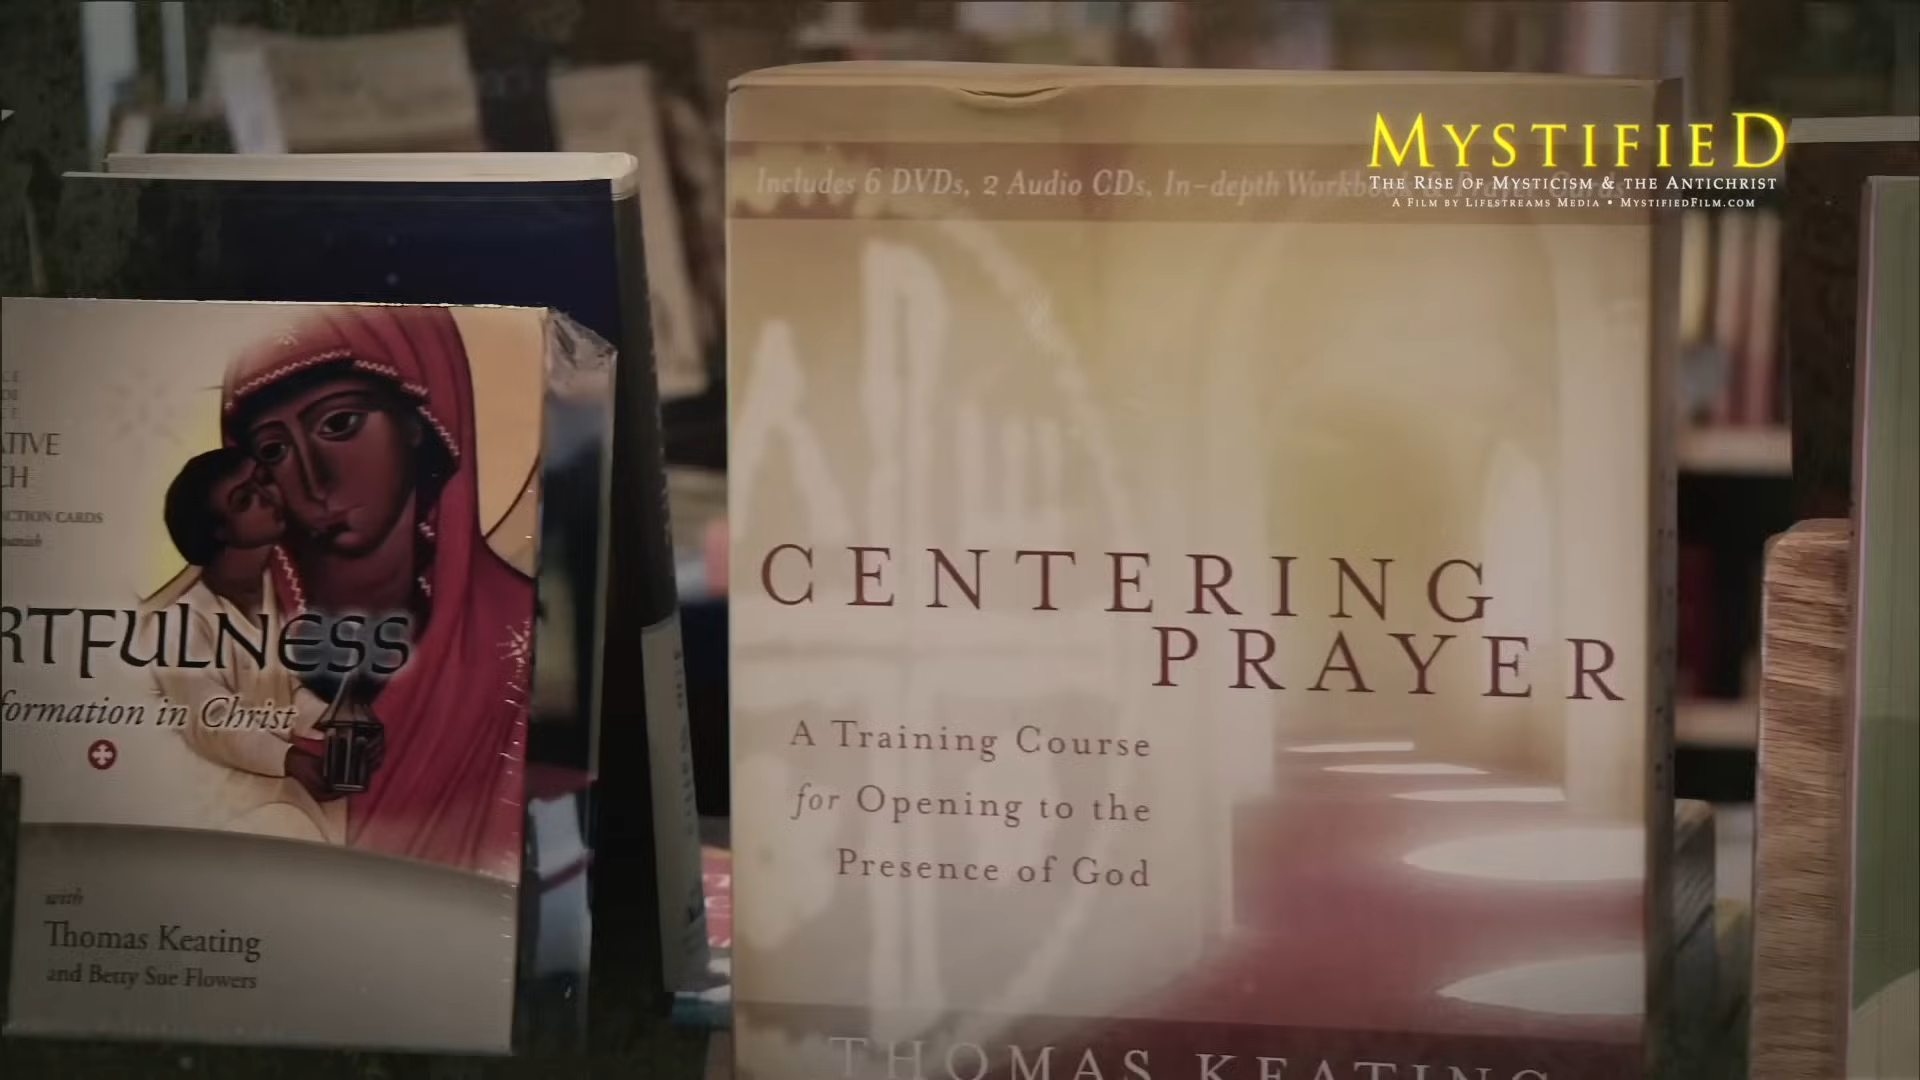 MYSTIFIED
THE RISE OF MYSTICISM & THE ANTICHRIST
A FILM BY LIFESTREAMS MEDIA • MYSTIFIEDFILM.COM
Includes 6 DVDs, 2 Audio CDs, In-depth
CENTERING
PRAYER
A Training Course
for Opening to the
Presence of God
THOMAS KEATING
ATIVE
CH
ACTION CARDS
RTFULNESS
formation in Christ
with
Thomas Keating
and Betty Sue Flowers